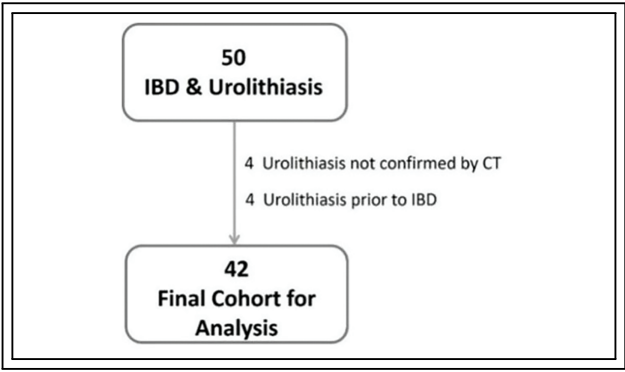 50
IBD & Urolithiasis
4 Urolithiasis not confirmed by CT
4 Urolithiasis prior to IBD
42
Final Cohort for
Analysis